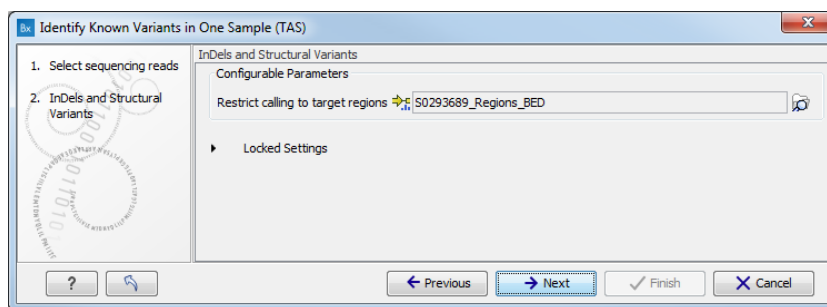 Bx Identify Known Variants in One Sample (TAS)
1. Select sequencing reads
2. InDels and Structural
Variants
InDels and Structural Variants
Configurable Parameters
Restrict calling to target regions S0293689_Regions_BED
Locked Settings
? Previous Next Finish Cancel